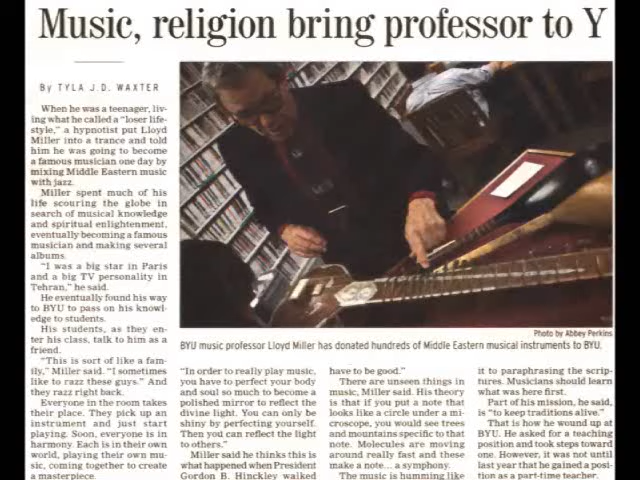 Music, religion bring professor to Y
By TYLA J.D. WAXTER
When he was a teenager, liv-
ing what he called a "loser life-
style," a hypnotist put Lloyd
Miller into a trance and told
him he was going to become
a famous musician one day by
mixing Middle Eastern music
with jazz.
Miller spent much of his
life scouring the globe in
search of musical knowledge
and spiritual enlightenment,
eventually becoming a famous
musician and making several
albums.
"I was a big star in Paris
and a big TV personality in
Tehran," he said.
He eventually found his way
to BYU to pass on his knowl-
edge to students.
His students, as they en-
ter his class, talk to him as a
friend.
"This is sort of like a fam-
ily," Miller said. "I sometimes
like to razz these guys." And
they razz right back.
Everyone in the room takes
their place. They pick up an
instrument and just start
playing. Soon, everyone is in
harmony. Each is in their own
world, playing their own mu-
sic, coming together to create
a masterpiece.
Photo by Abbey Perkins
BYU music professor Lloyd Miller has donated hundreds of Middle Eastern musical instruments to BYU.
"In order to really play music,
you have to perfect your body
and soul so much to become a
polished mirror to reflect the
divine light. You can only be
shiny by perfecting yourself.
Then you can reflect the light
to others."
Miller said he thinks this is
what happened when President
Gordon B. Hinckley walked
have to be good."
There are unseen things in
music, Miller said. His theory
is that if you put a note that
looks like a circle under a mi-
croscope, you would see trees
and mountains specific to that
note. Molecules are moving
around really fast and these
make a note... a symphony.
The music is humming like
it to paraphrasing the scrip-
tures. Musicians should learn
what was here first.
Part of his mission, he said,
is "to keep traditions alive."
That is how he wound up at
BYU. He asked for a teaching
position and took steps toward
one. However, it was not until
last year that he gained a posi-
tion as a part-time teacher.